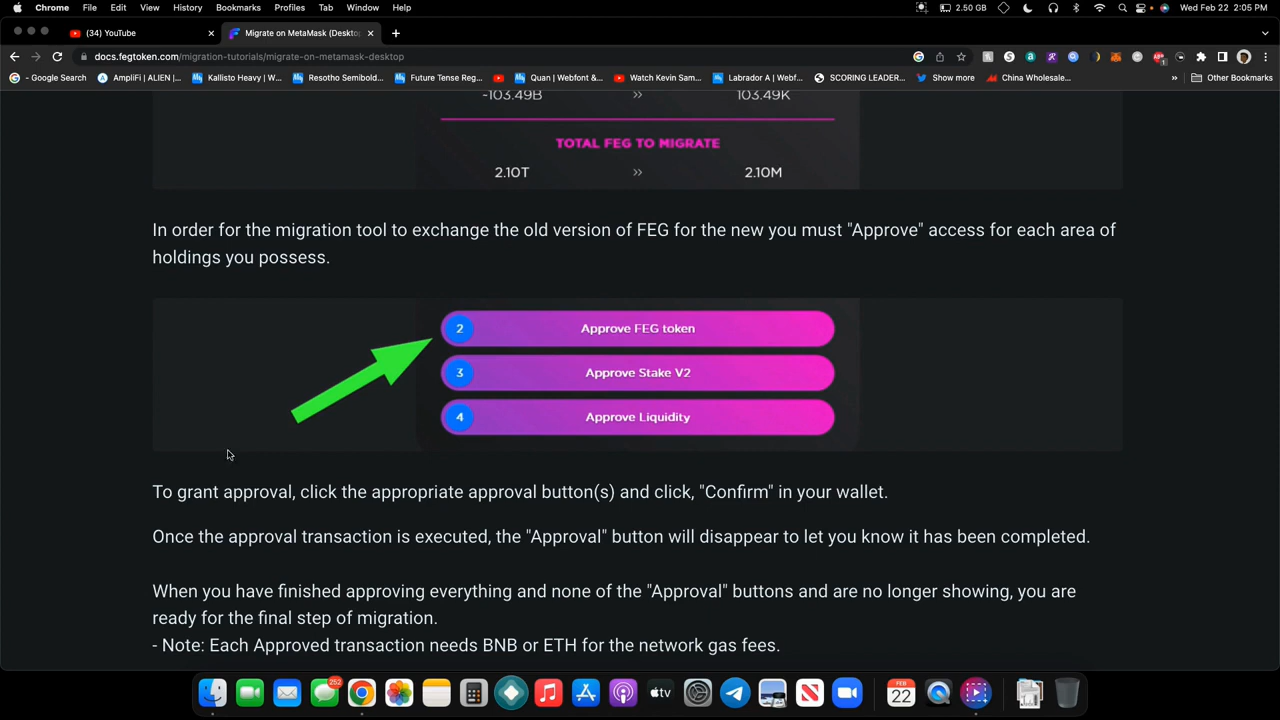 Chrome File Edit View History Bookmarks Profiles Tab Window Help 2.50 GB Wed Feb 22 2:05 PM
(34) YouTube Migrate on MetaMask (Deskto
docs.fegtoken.com/migration-tutorials/migrate-on-metamask-desktop
- Google Search AmpliFi | ALIEN |... Kallisto Heavy | W... Resotho Semibold... Future Tense Reg... Quan | Webfont &... Watch Kevin Sam... Labrador A | Webf... SCORING LEADER... Show more China Wholesale... Other Bookmarks
-103.49B » 103.49K
TOTAL FEG TO MIGRATE
2.10T » 2.10M
In order for the migration tool to exchange the old version of FEG for the new you must "Approve" access for each area of
holdings you possess.
2 Approve FEG token
3 Approve Stake V2
4 Approve Liquidity
To grant approval, click the appropriate approval button(s) and click, "Confirm" in your wallet.
Once the approval transaction is executed, the "Approval" button will disappear to let you know it has been completed.
When you have finished approving everything and none of the "Approval" buttons and are no longer showing, you are
ready for the final step of migration.
- Note: Each Approved transaction needs BNB or ETH for the network gas fees.
252
tv
FEB
22